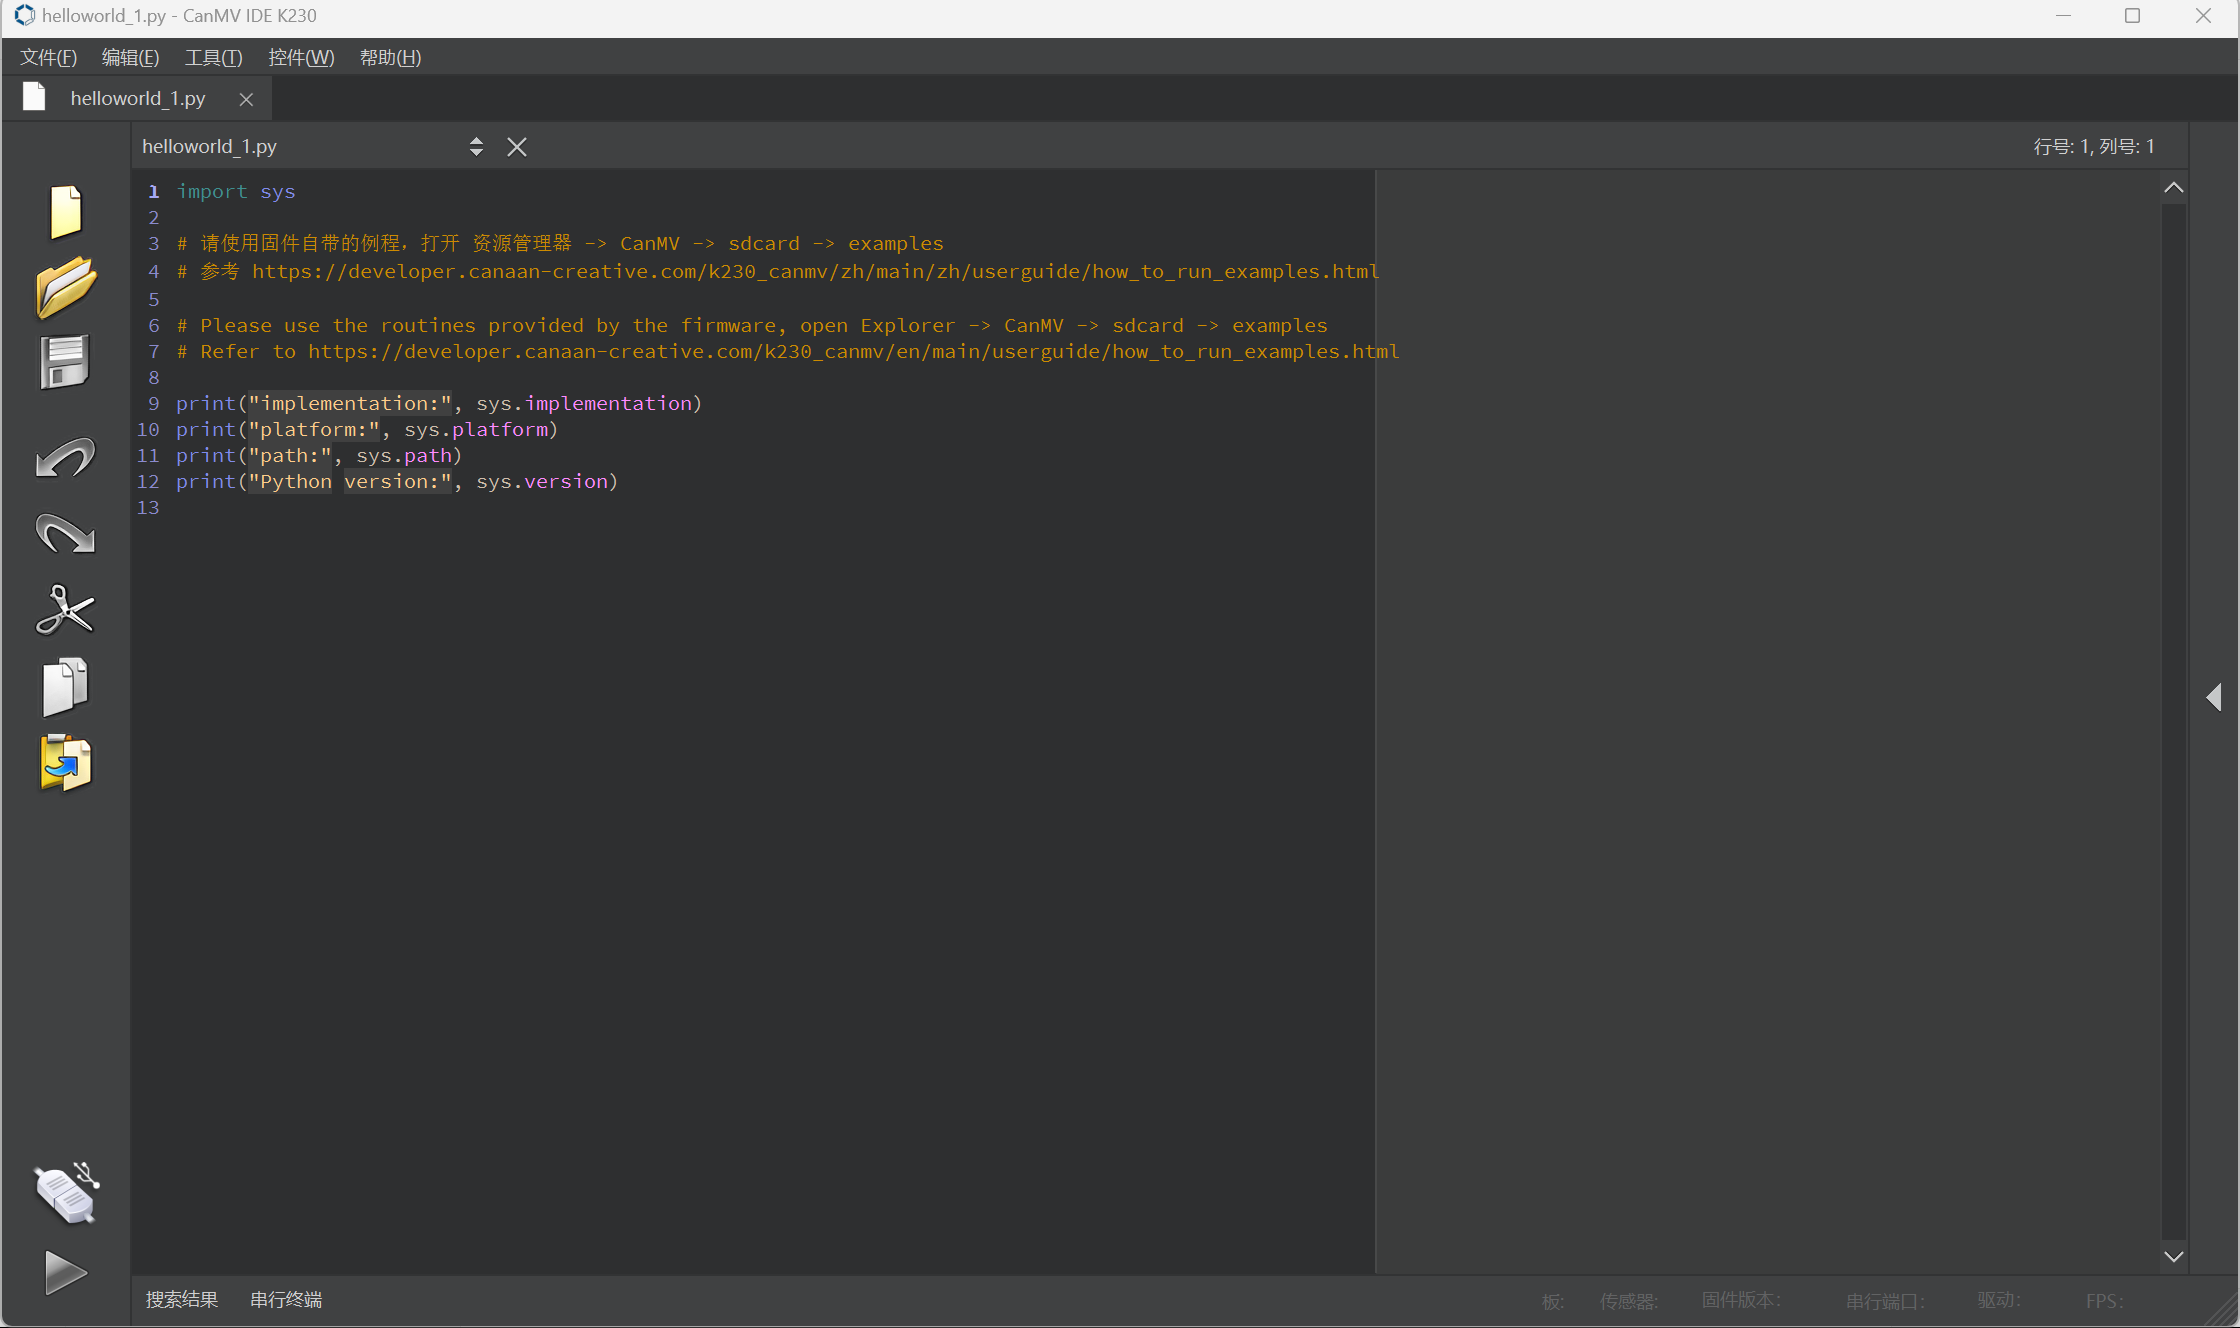 helloworld_1.py - CanMV IDE K230
文件(F) 编辑(E) 工具(T) 控件(W) 帮助(H)
helloworld_1.py
helloworld_1.py
行号: 1, 列号: 1
1 import sys
2
3 # 请使用固件自带的例程，打开 资源管理器 -> CanMV -> sdcard -> examples
4 # 参考 https://developer.canaan-creative.com/k230_canmv/zh/main/zh/userguide/how_to_run_examples.html
5
6 # Please use the routines provided by the firmware, open Explorer -> CanMV -> sdcard -> examples
7 # Refer to https://developer.canaan-creative.com/k230_canmv/en/main/userguide/how_to_run_examples.html
8
9 print("implementation:", sys.implementation)
10 print("platform:", sys.platform)
11 print("path:", sys.path)
12 print("Python version:", sys.version)
13
搜索结果 串行终端 板: 传感器: 固件版本: 串行端口: 驱动: FPS: